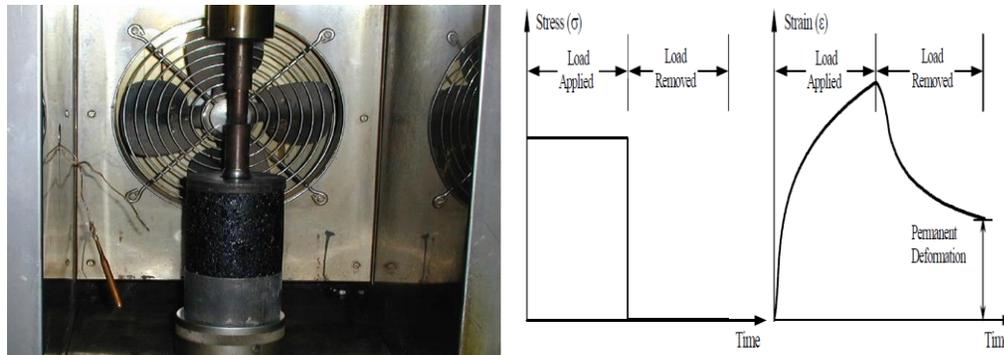 Stress (σ)
Load
Applied
Load
Removed
Time
Strain (ε)
Load
Applied
Load
Removed
Permanent
Deformation
Tim